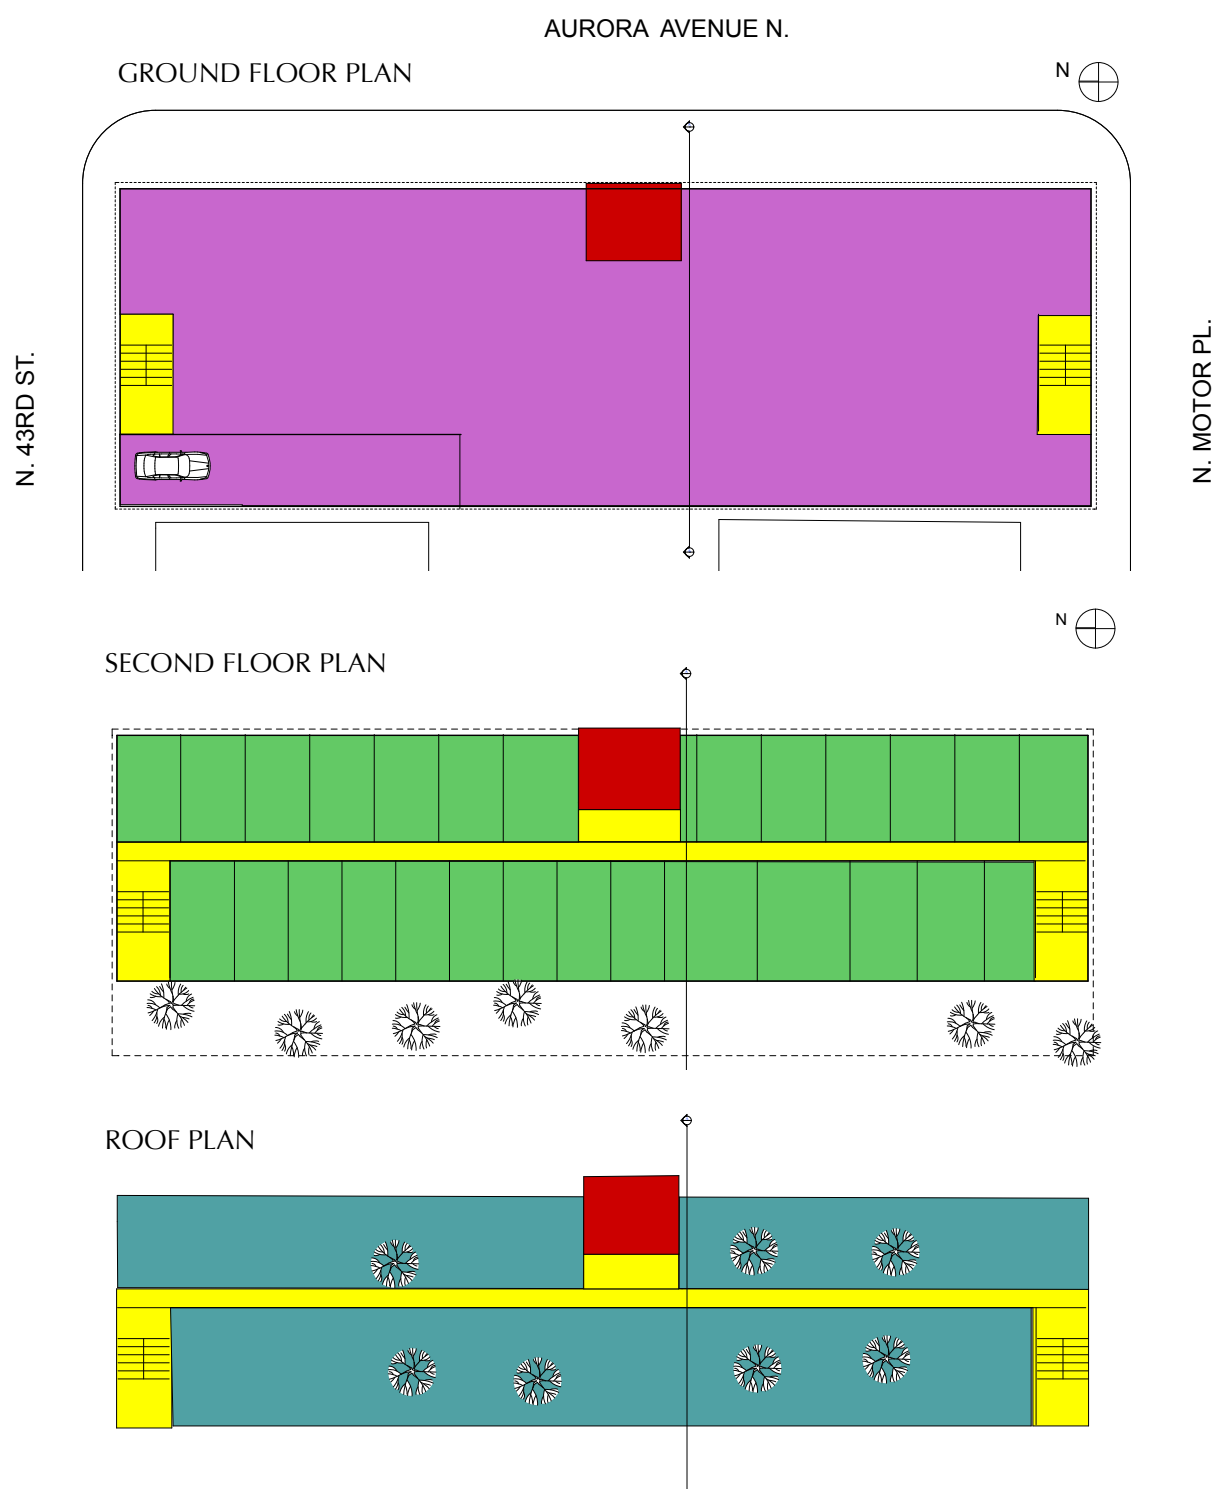 AURORA AVENUE N.
GROUND FLOOR PLAN
N
N. 43RD ST.
N. MOTOR PL.
N
SECOND FLOOR PLAN
ROOF PLAN